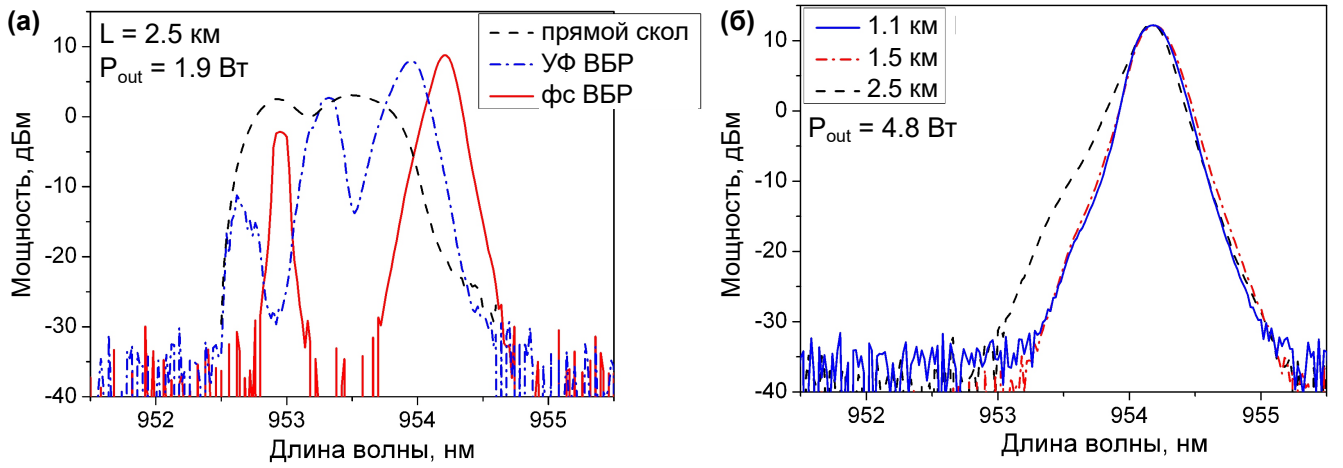 (а)
L = 2.5 км
P out = 1.9 Вт
прямой скол
УФ ВБР
фс ВБР
Мощность, дБм
10
0
-10
-20
-30
-40
952
953
954
955
Длина волны, нм
(б)
1.1 км
1.5 км
2.5 км
P out = 4.8 Вт
Мощность, дБм
10
0
-10
-20
-30
-40
952
953
954
955
Длина волны, нм